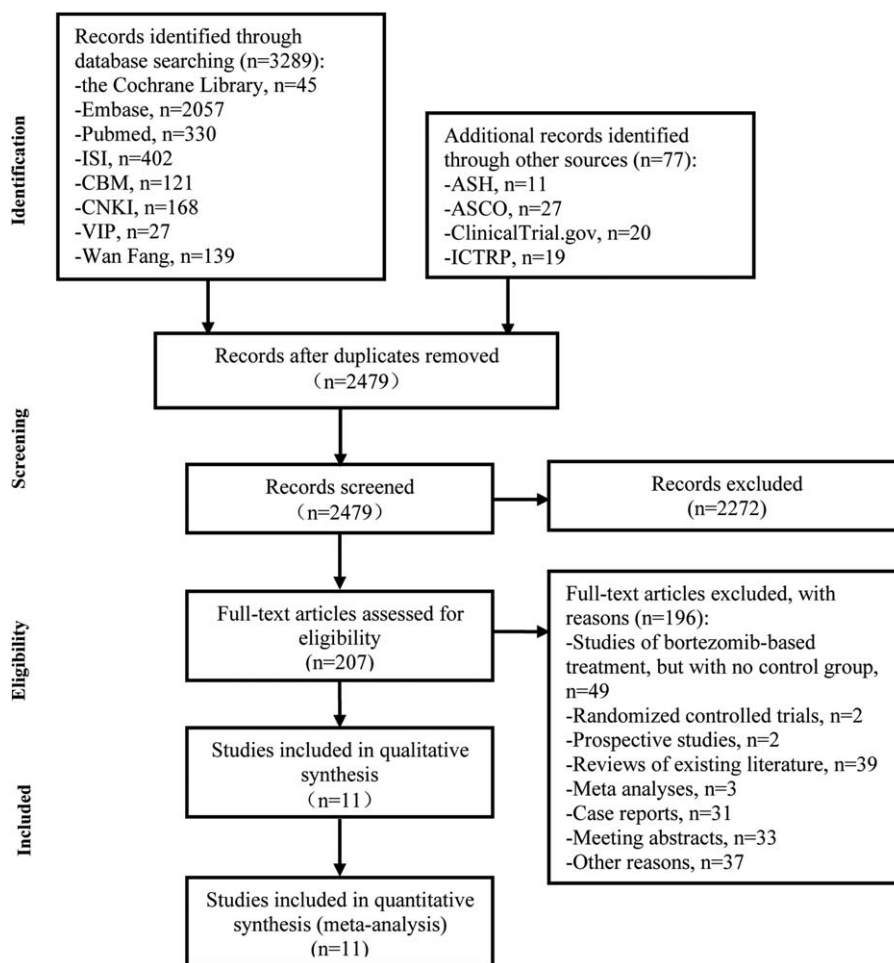 Identification
Records identified through
database searching (n=3289):
-the Cochrane Library, n=45
-Embase, n=2057
-Pubmed, n=330
-ISI, n=402
-CBM, n=121
-CNKI, n=168
-VIP, n=27
-Wan Fang, n=139
Additional records identified
through other sources (n=77):
-ASH, n=11
-ASCO, n=27
-ClinicalTrial.gov, n=20
-ICTRP, n=19
Records after duplicates removed
（n=2479）
Screening
Records screened
（n=2479）
Records excluded
(n=2272)
Eligibility
Full-text articles assessed for
eligibility
(n=207)
Full-text articles excluded, with
reasons (n=196):
-Studies of bortezomib-based
treatment, but with no control group,
n=49
-Randomized controlled trials, n=2
-Prospective studies, n=2
-Reviews of existing literature, n=39
-Meta analyses, n=3
-Case reports, n=31
-Meeting abstracts, n=33
-Other reasons, n=37
Included
Studies included in qualitative
synthesis
（n=11）
Studies included in quantitative
synthesis (meta-analysis)
(n=11)